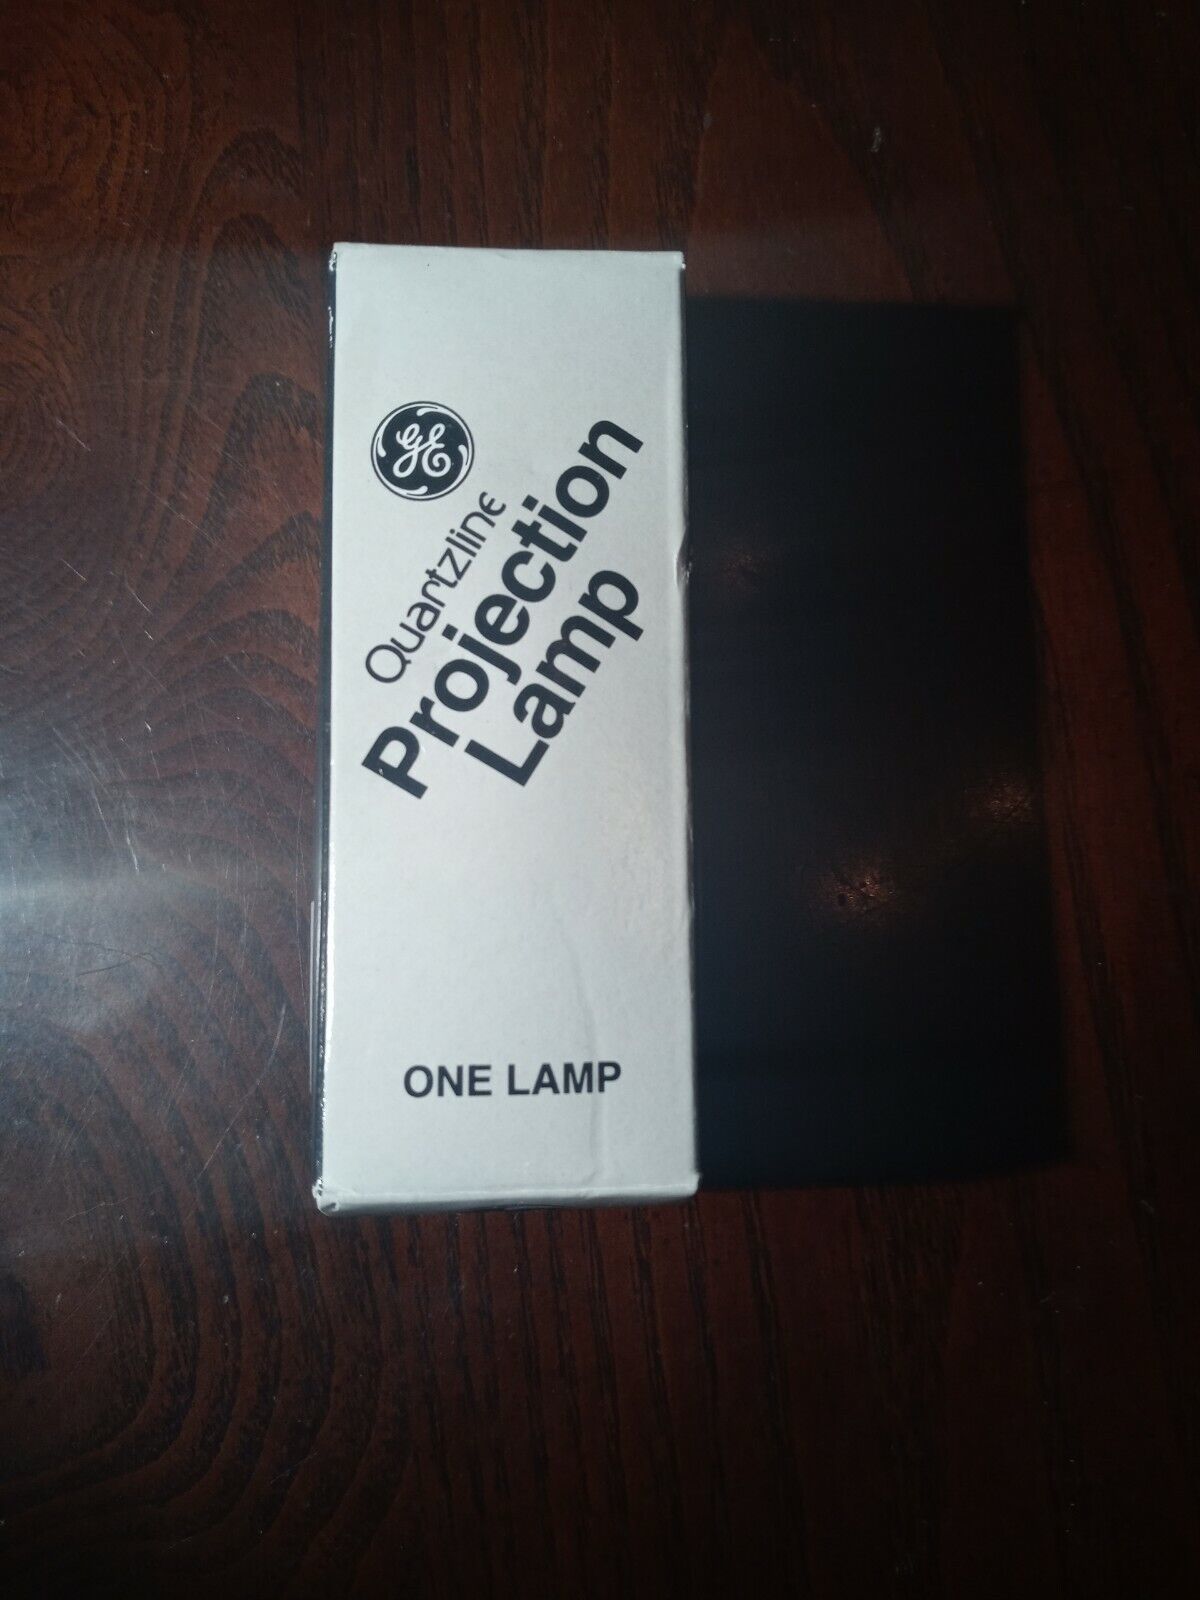 GE
Quartzline
Projection
Lamp
ONE LAMP